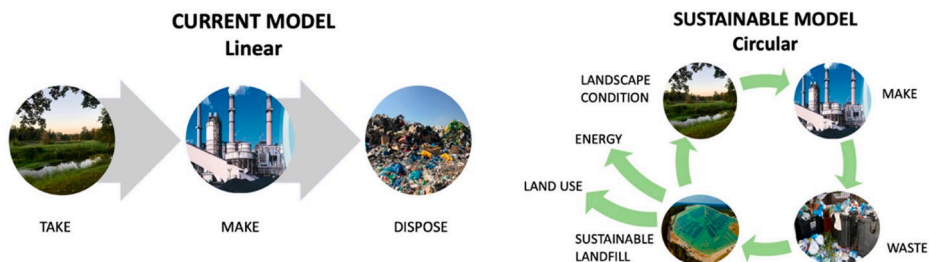 CURRENT MODEL
Linear
TAKE
MAKE
DISPOSE
SUSTAINABLE MODEL
Circular
LANDSCAPE
CONDITION
MAKE
ENERGY
LAND USE
SUSTAINABLE
LANDFILL
WASTE